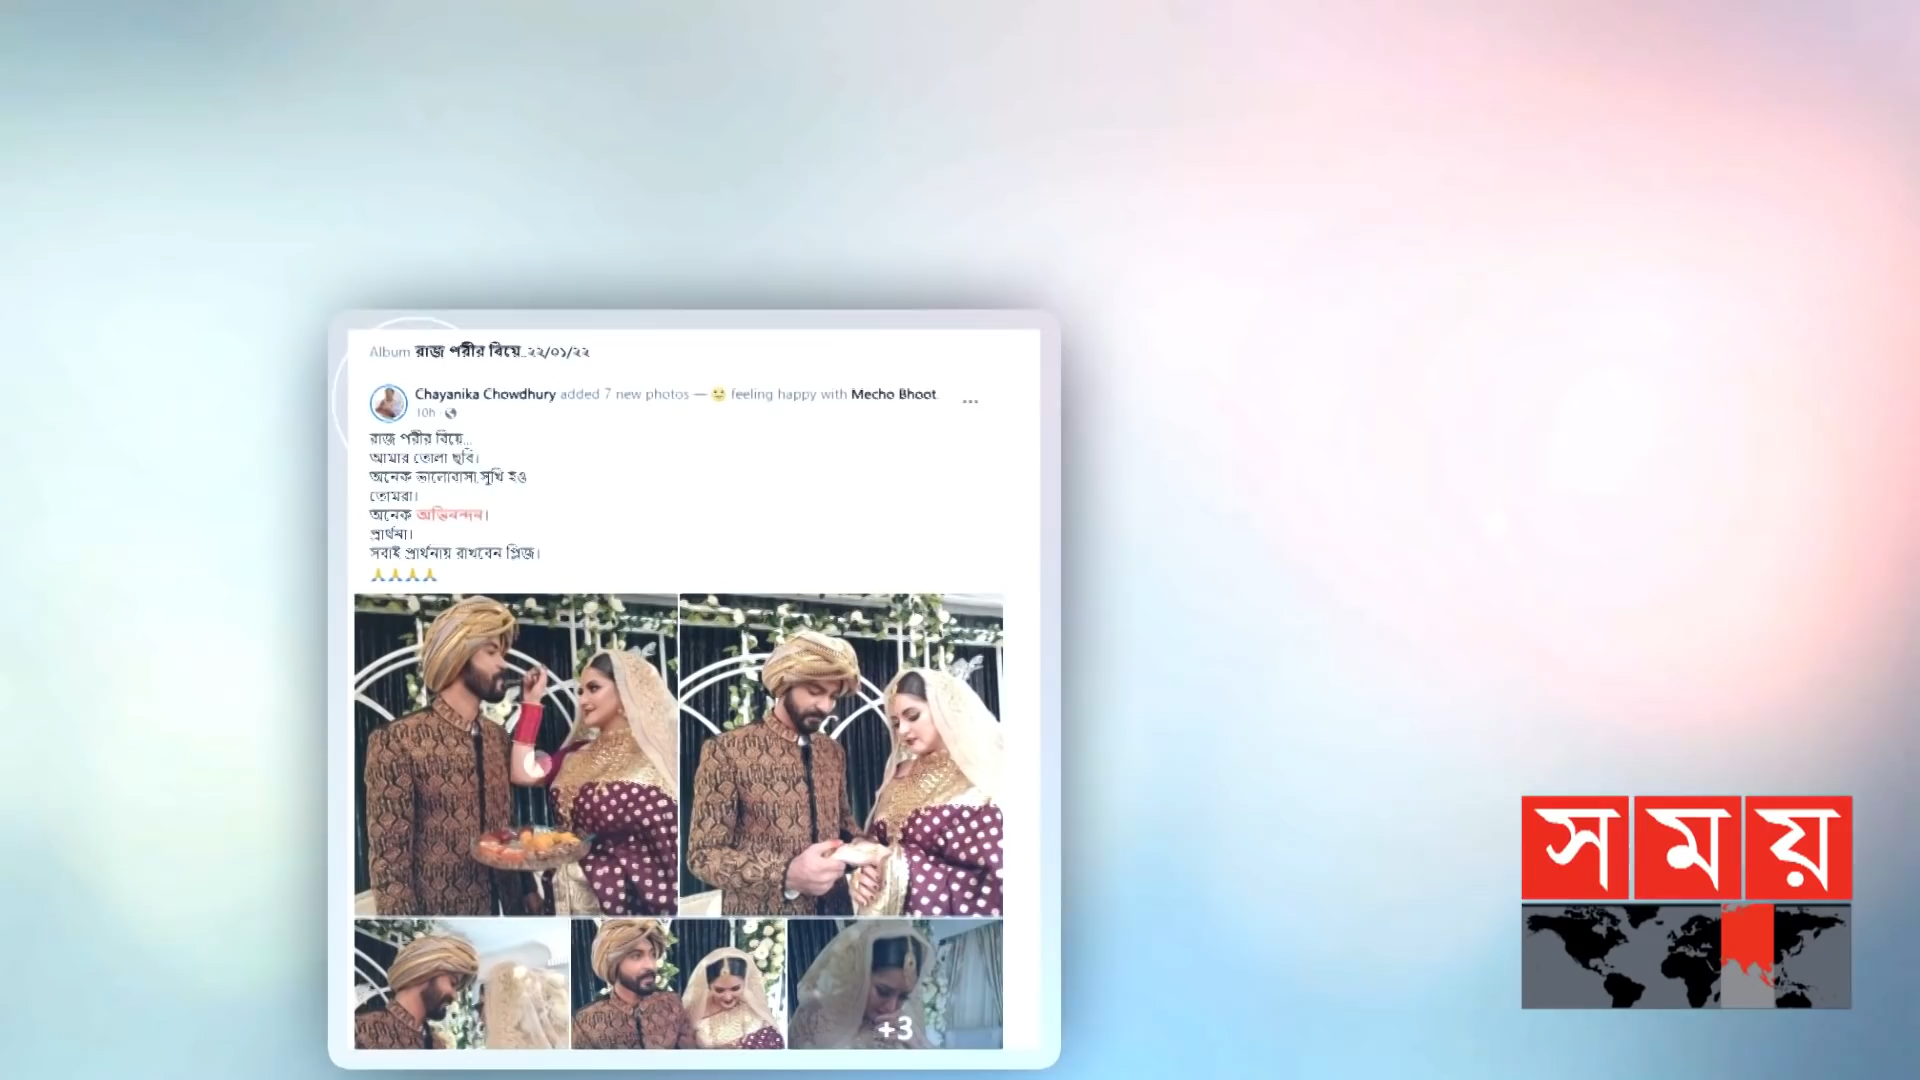 Album রাজ পরীর বিয়ে..২২/০১/২২
Chayanika Chowdhury added 7 new photos — feeling happy with Mecho Bhoot.
10h
রাজ পরীর বিয়ে...
আমার তোলা ছবি।
অনেক ভালোবাসা,সুখি হও
তোমরা।
অনেক অভিনন্দন।
প্রার্থনা।
সবাই প্রার্থনায় রাখবেন প্লিজ।
+3
সময়